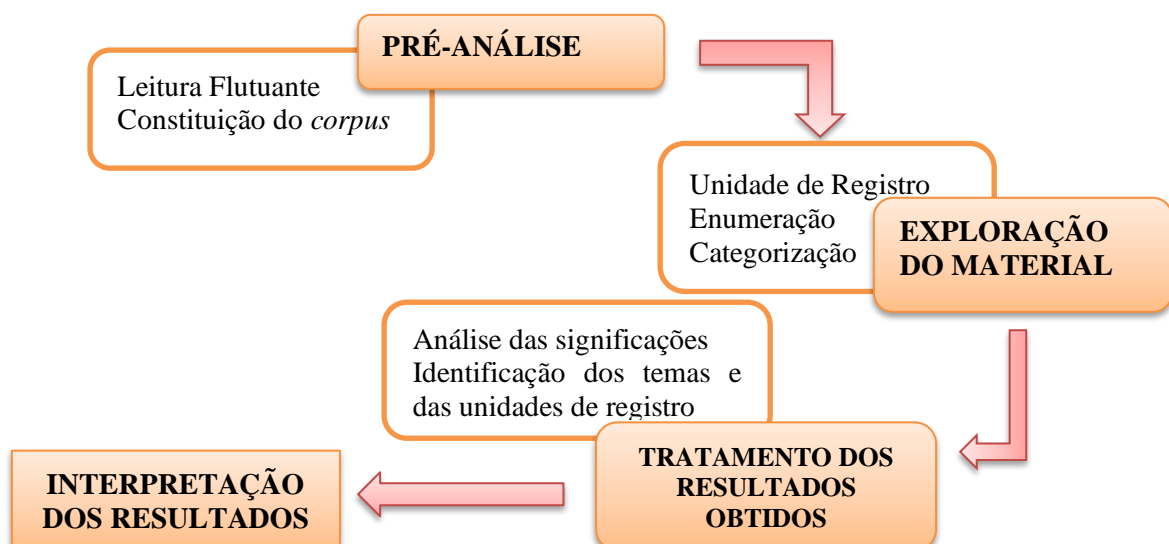 PRÉ-ANÁLISE
Leitura Flutuante
Constituição do corpus
Unidade de Registro
Enumeração
Categorização
EXPLORAÇÃO
DO MATERIAL
Análise das significações
Identificação dos temas e
das unidades de registro
TRATAMENTO DOS
RESULTADOS
OBTIDOS
INTERPRETAÇÃO
DOS RESULTADOS